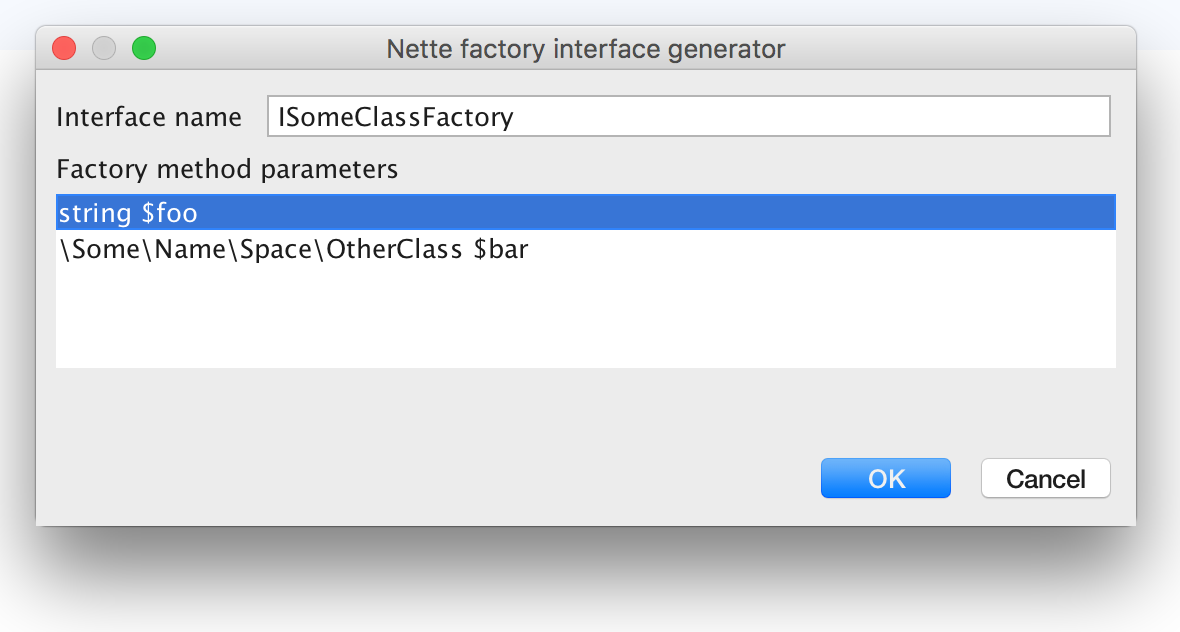 Nette factory interface generator
Interface name ISomeClassFactory
Factory method parameters
string $foo
\Some\Name\Space\OtherClass $bar
OK Cancel